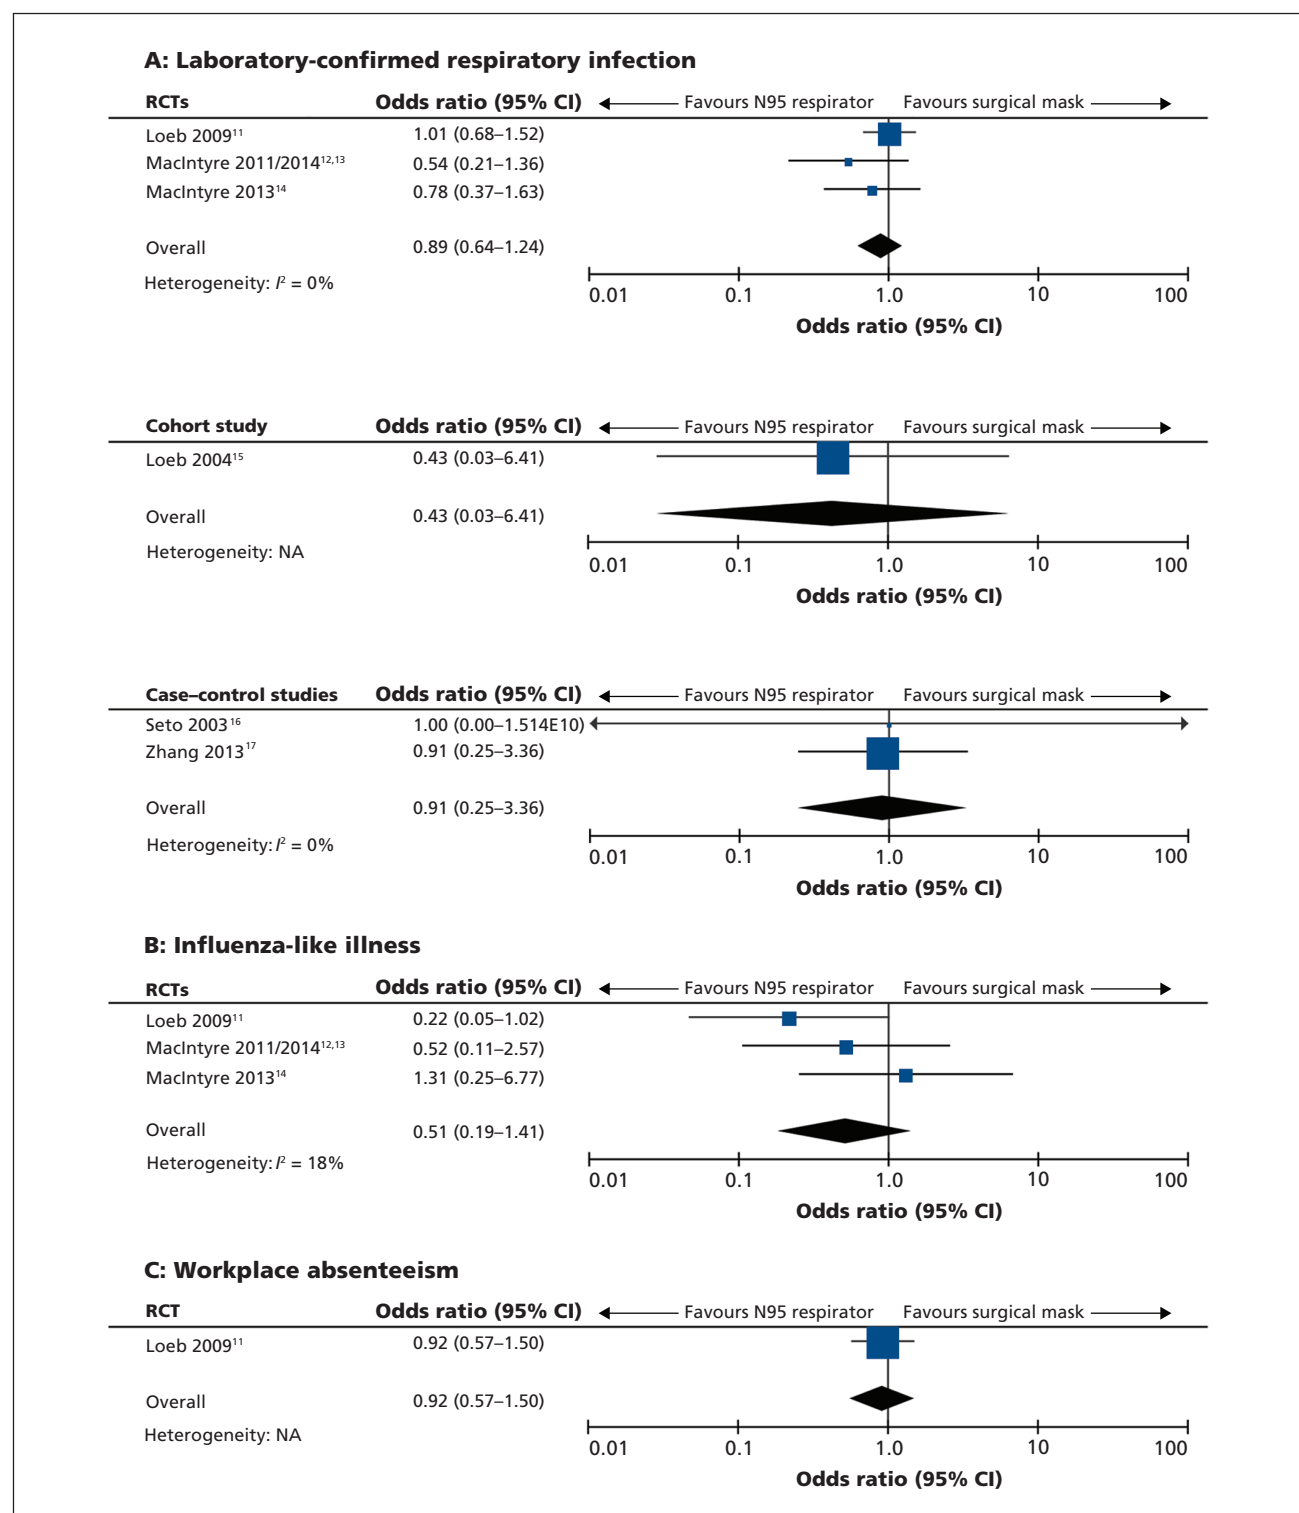 A: Laboratory-confirmed respiratory infection
RCTs Odds ratio (95% CI) Favours N95 respirator Favours surgical mask
Loeb 2009¹¹ 1.01 (0.68–1.52)
MacIntyre 2011/2014¹²,¹³ 0.54 (0.21–1.36)
MacIntyre 2013¹⁴ 0.78 (0.37–1.63)
Overall 0.89 (0.64–1.24)
Heterogeneity: I² = 0%
0.01 0.1 1.0 10 100
Odds ratio (95% CI)
Cohort study Odds ratio (95% CI) Favours N95 respirator Favours surgical mask
Loeb 2004¹⁵ 0.43 (0.03–6.41)
Overall 0.43 (0.03–6.41)
Heterogeneity: NA
0.01 0.1 1.0 10 100
Odds ratio (95% CI)
Case–control studies Odds ratio (95% CI) Favours N95 respirator Favours surgical mask
Seto 2003¹⁶ 1.00 (0.00–1.514E10)
Zhang 2013¹⁷ 0.91 (0.25–3.36)
Overall 0.91 (0.25–3.36)
Heterogeneity: I² = 0%
0.01 0.1 1.0 10 100
Odds ratio (95% CI)
B: Influenza-like illness
RCTs Odds ratio (95% CI) Favours N95 respirator Favours surgical mask
Loeb 2009¹¹ 0.22 (0.05–1.02)
MacIntyre 2011/2014¹²,¹³ 0.52 (0.11–2.57)
MacIntyre 2013¹⁴ 1.31 (0.25–6.77)
Overall 0.51 (0.19–1.41)
Heterogeneity: I² = 18%
0.01 0.1 1.0 10 100
Odds ratio (95% CI)
C: Workplace absenteeism
RCT Odds ratio (95% CI) Favours N95 respirator Favours surgical mask
Loeb 2009¹¹ 0.92 (0.57–1.50)
Overall 0.92 (0.57–1.50)
Heterogeneity: NA
0.01 0.1 1.0 10 100
Odds ratio (95% CI)